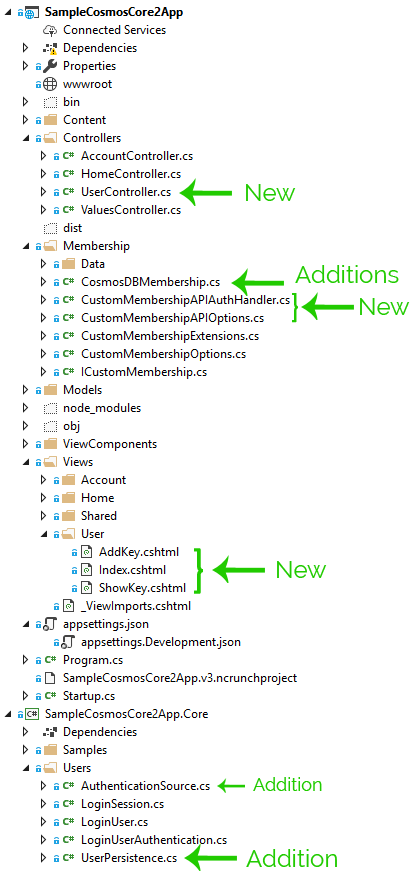 SampleCosmosCore2App
Connected Services
Dependencies
Properties
wwwroot
bin
Content
Controllers
C# AccountController.cs
C# HomeController.cs
C# UserController.cs New
C# ValuesController.cs
dist
Membership
Data
C# CosmosDBMembership.cs Additions
C# CustomMembershipAPIAuthHandler.cs
New
C# CustomMembershipAPIOptions.cs
C# CustomMembershipExtensions.cs
C# CustomMembershipOptions.cs
C# ICustomMembership.cs
Models
node_modules
obj
ViewComponents
Views
Account
Home
Shared
User
AddKey.cshtml
Index.cshtml New
ShowKey.cshtml
_ViewImports.cshtml
appsettings.json
appsettings.Development.json
C# Program.cs
SampleCosmosCore2App.v3.ncrunchproject
C# Startup.cs
C# SampleCosmosCore2App.Core
Dependencies
Samples
Users
C# AuthenticationSource.cs Addition
C# LoginSession.cs
C# LoginUser.cs
C# LoginUserAuthentication.cs
C# UserPersistence.cs Addition